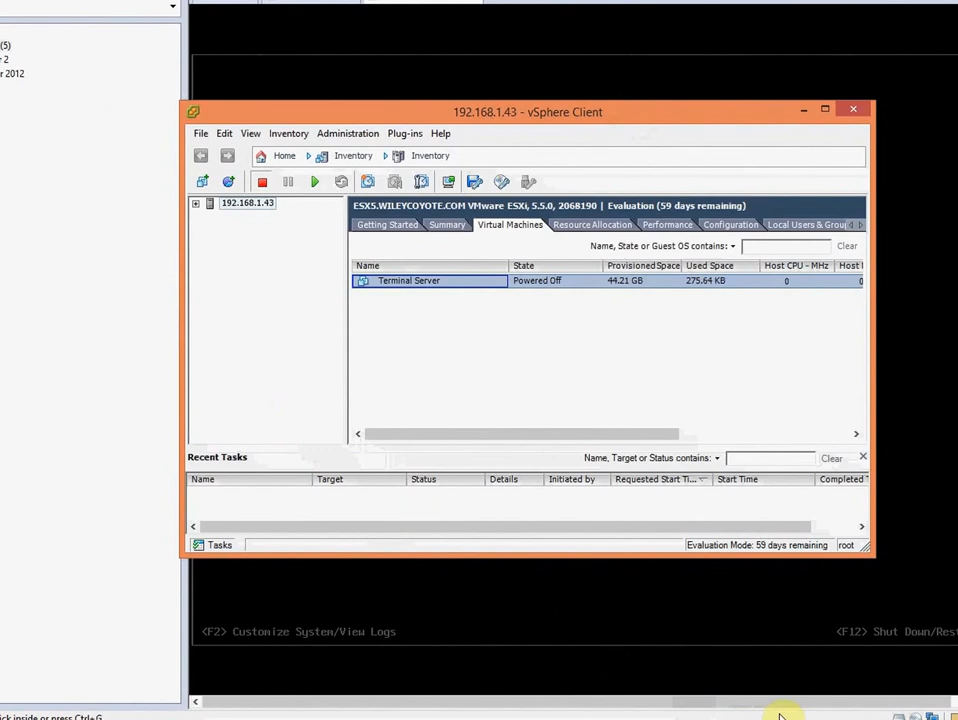 (5)
r 2
r 2012
192.168.1.43 - vSphere Client
File Edit View Inventory Administration Plug-ins Help
Home Inventory Inventory
192.168.1.43
ESX5.WILEYCOYOTE.COM VMware ESXi, 5.5.0, 2068190 | Evaluation (59 days remaining)
Getting Started Summary Virtual Machines Resource Allocation Performance Configuration Local Users & Grou
Name, State or Guest OS contains: Clear
Name State Provisioned Space Used Space Host CPU - MHz Host
Terminal Server Powered Off 44.21 GB 275.64 KB 0 0
Recent Tasks Name, Target or Status contains: Clear
Name Target Status Details Initiated by Requested Start Ti... Start Time Completed T
Tasks Evaluation Mode: 59 days remaining root
<F2> Customize System/View Logs <F12> Shut Down/Rest
ick inside or press Ctrl+G